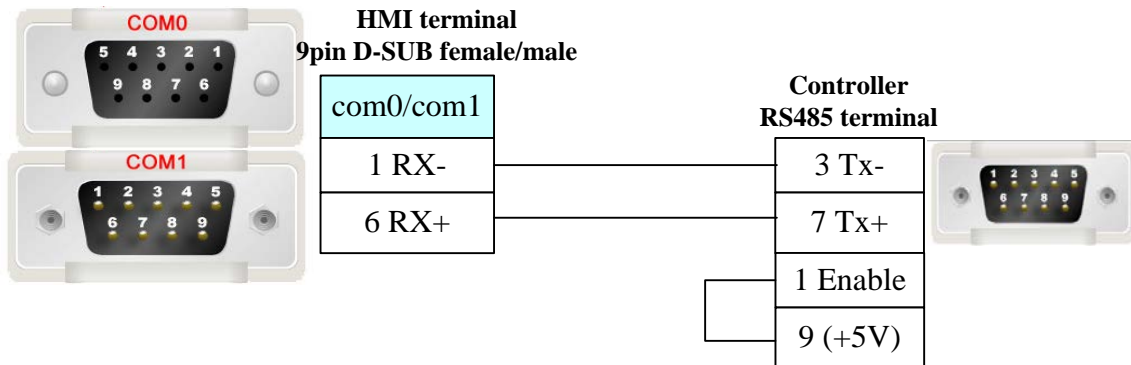 COM0
5 4 3 2 1
9 8 7 6
COM1
1 2 3 4 5
6 7 8 9
HMI terminal
9pin D-SUB female/male
com0/com1
1 RX-
6 RX+
Controller
RS485 terminal
3 Tx-
7 Tx+
1 Enable
9 (+5V)
1 2 3 4 5
6 7 8 9